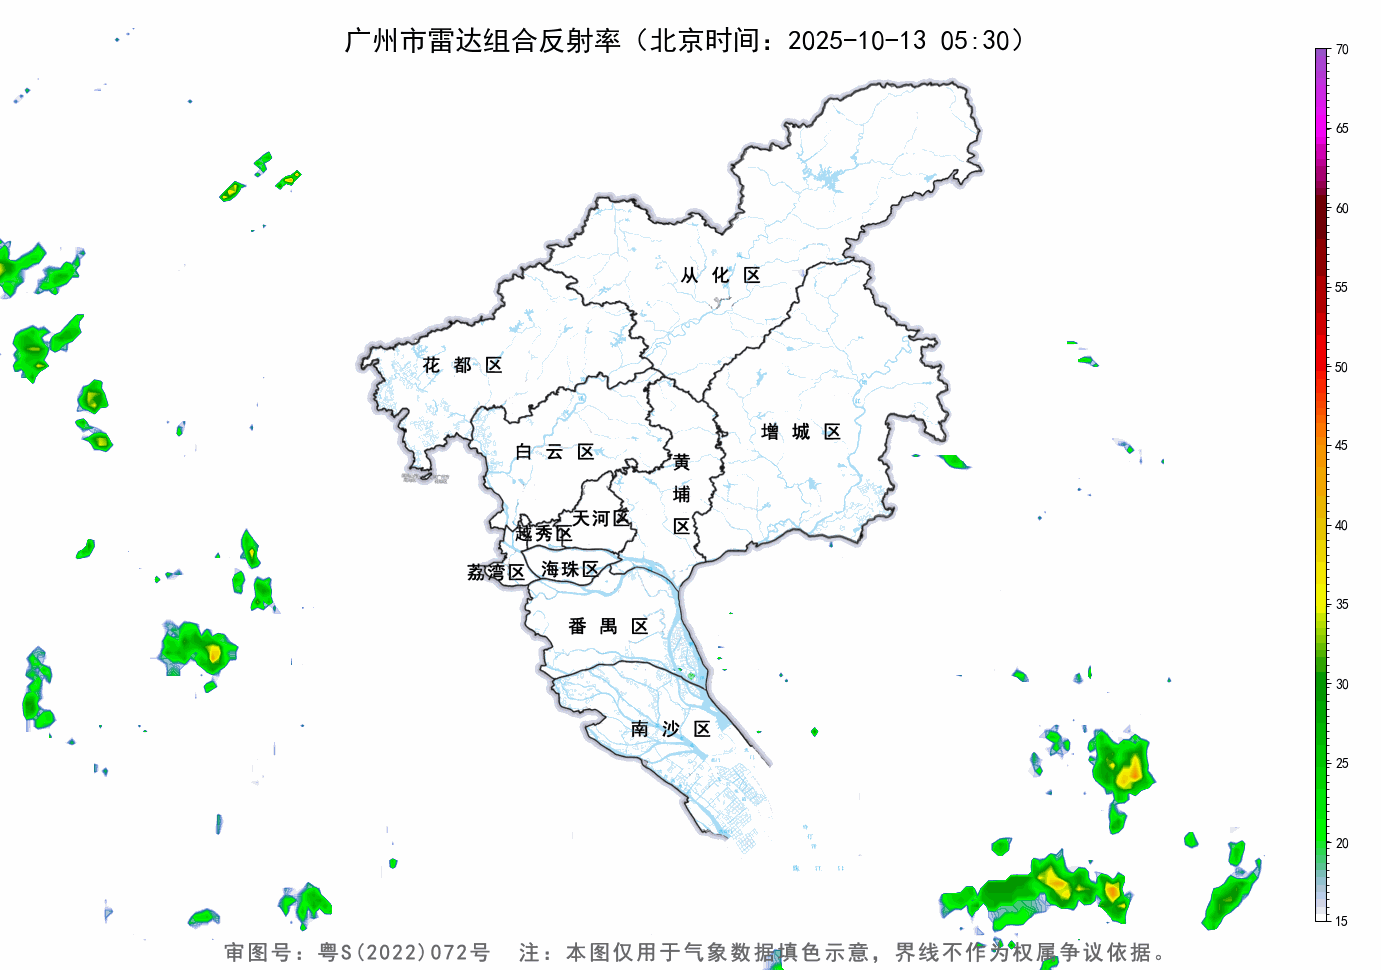 广州市雷达组合反射率（北京时间：2025-10-13 05:30）
70
65
60
55
50
45
40
35
30
25
20
15
从化区
花都区
增城区
白云区
黄埔区
天河区
越秀区
荔湾区
海珠区
番禺区
南沙区
审图号：粤S(2022)072号 注：本图仅用于气象数据填色示意，界线不作为权属争议依据。